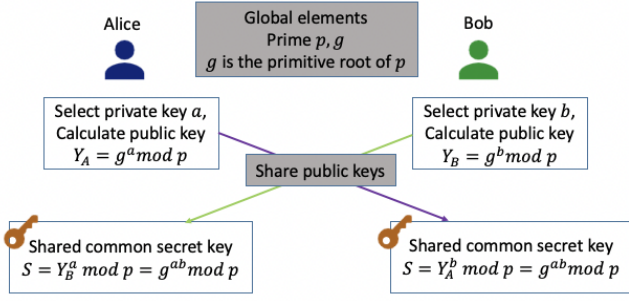 Alice
Global elements
Prime p, g
g is the primitive root of p
Bob
Select private key a,
Calculate public key
Y_A = g^a mod p
Select private key b,
Calculate public key
Y_B = g^b mod p
Share public keys
Shared common secret key
S = Y_B^a mod p = g^{ab} mod p
Shared common secret key
S = Y_A^b mod p = g^{ab} mod p